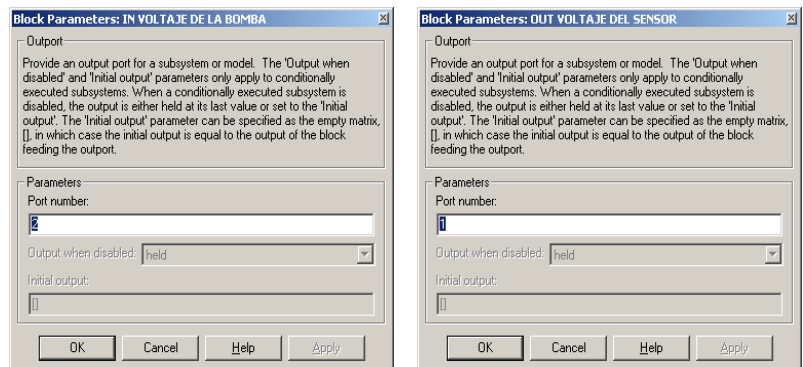 Block Parameters: IN VOLTAJE DE LA BOMBA
Outport
Provide an output port for a subsystem or model. The 'Output when
disabled' and 'Initial output' parameters only apply to conditionally
executed subsystems. When a conditionally executed subsystem is
disabled, the output is either held at its last value or set to the 'Initial
output'. The 'Initial output' parameter can be specified as the empty matrix,
[], in which case the initial output is equal to the output of the block
feeding the outport.
Parameters
Port number:
2
Output when disabled: held
Initial output:
[]
OK Cancel Help Apply
Block Parameters: OUT VOLTAJE DEL SENSOR
Outport
Provide an output port for a subsystem or model. The 'Output when
disabled' and 'Initial output' parameters only apply to conditionally
executed subsystems. When a conditionally executed subsystem is
disabled, the output is either held at its last value or set to the 'Initial
output'. The 'Initial output' parameter can be specified as the empty matrix,
[], in which case the initial output is equal to the output of the block
feeding the outport.
Parameters
Port number:
1
Output when disabled: held
Initial output:
[]
OK Cancel Help Apply